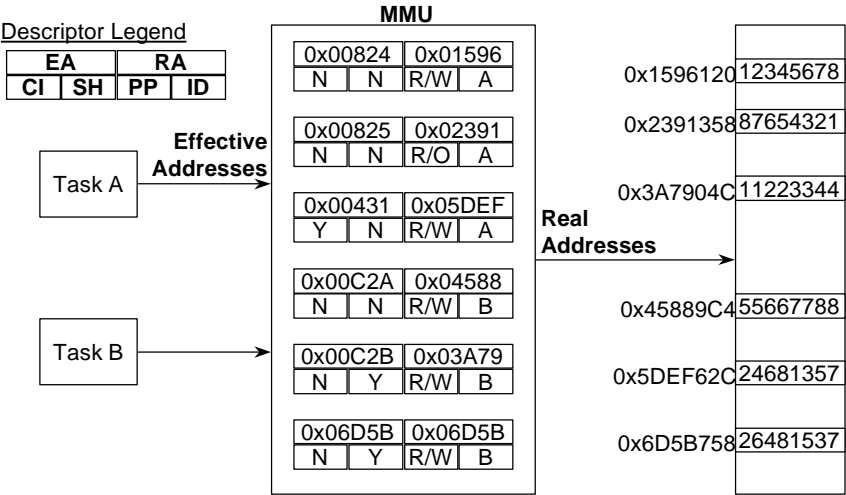 MMU
Descriptor Legend
EA RA
CI SH PP ID
0x00824 0x01596
N N R/W A
0x00825 0x02391
N N R/O A
0x00431 0x05DEF
Y N R/W A
0x00C2A 0x04588
N N R/W B
0x00C2B 0x03A79
N Y R/W B
0x06D5B 0x06D5B
N Y R/W B
Effective
Addresses
Task A
Task B
Real
Addresses
0x1596120 12345678
0x2391358 87654321
0x3A7904C 11223344
0x45889C4 55667788
0x5DEF62C 24681357
0x6D5B758 26481537